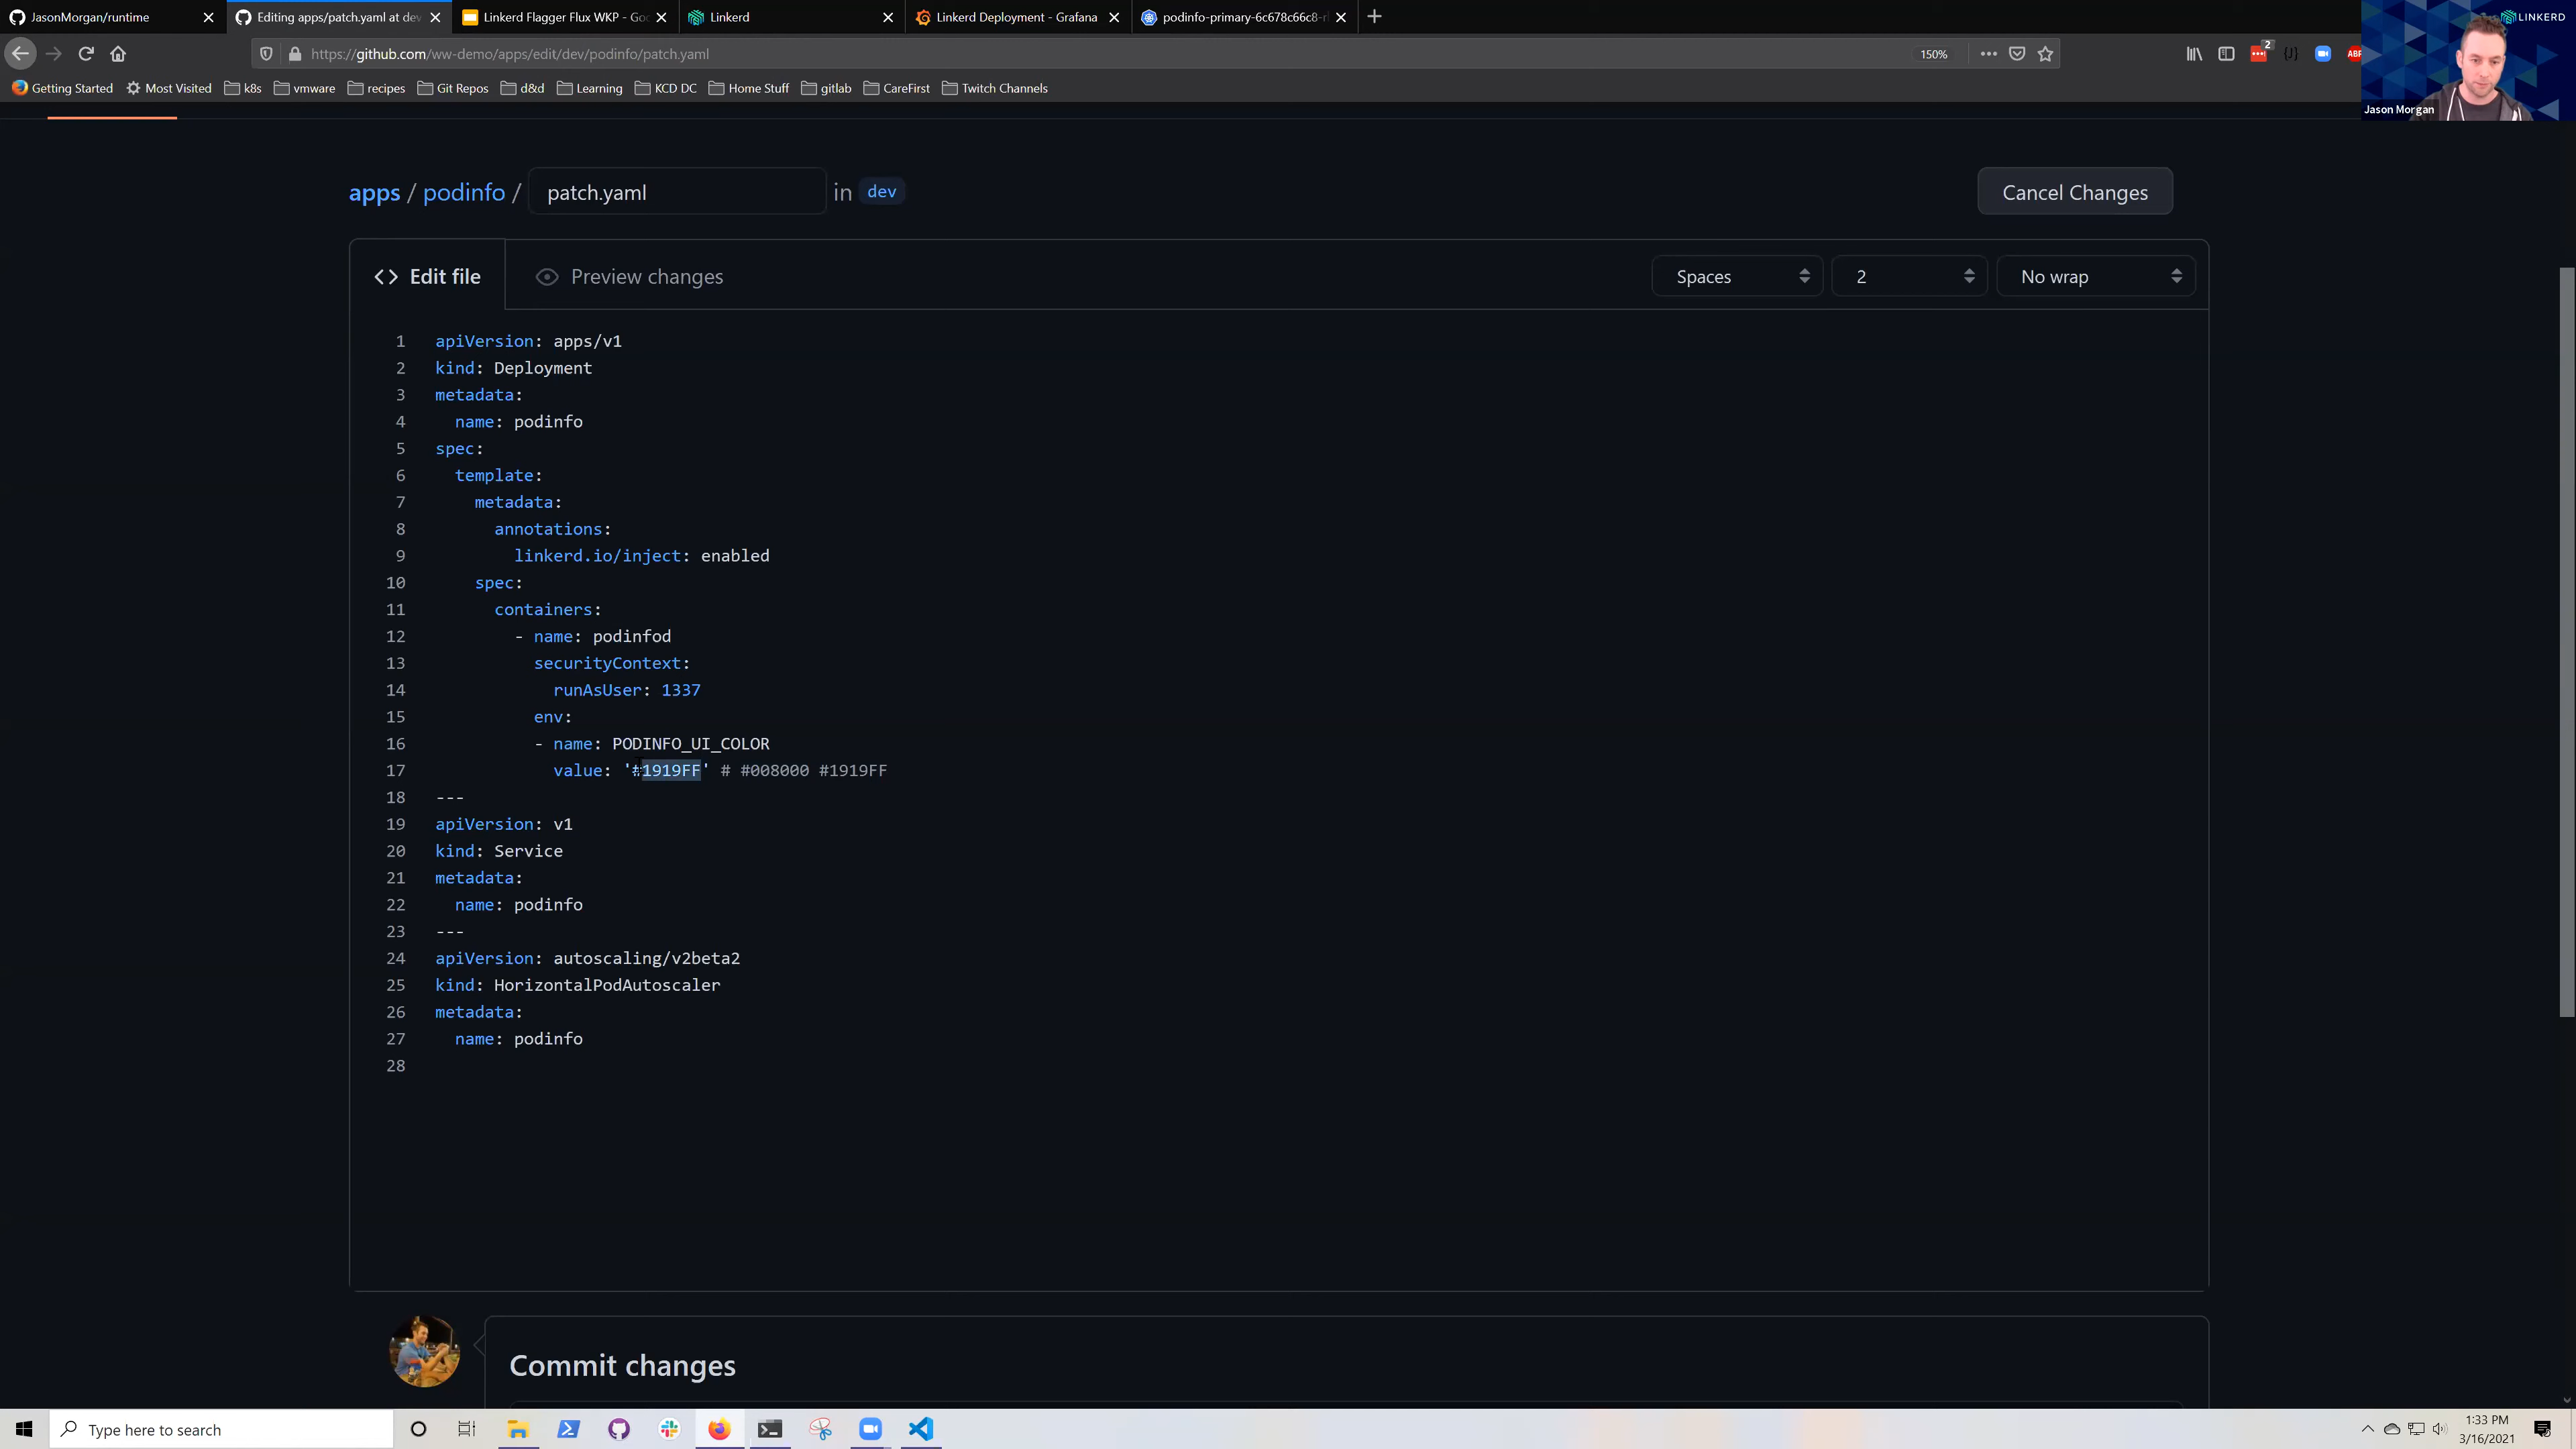 JasonMorgan/runtime
Editing apps/patch.yaml at dev
Linkerd Flagger Flux WKP - Goo
Linkerd
Linkerd Deployment - Grafana
podinfo-primary-6c678c66c8-r
LINKERD
https://github.com/ww-demo/apps/edit/dev/podinfo/patch.yaml
150%
2
ABP
Getting Started
Most Visited
k8s
vmware
recipes
Git Repos
d&d
Learning
KCD DC
Home Stuff
gitlab
CareFirst
Twitch Channels
Jason Morgan
apps / podinfo / patch.yaml in dev
Cancel Changes
Edit file
Preview changes
Spaces
2
No wrap
1 apiVersion: apps/v1
2 kind: Deployment
3 metadata:
4 name: podinfo
5 spec:
6 template:
7 metadata:
8 annotations:
9 linkerd.io/inject: enabled
10 spec:
11 containers:
12 - name: podinfod
13 securityContext:
14 runAsUser: 1337
15 env:
16 - name: PODINFO_UI_COLOR
17 value: '#1919FF' # #008000 #1919FF
18 ---
19 apiVersion: v1
20 kind: Service
21 metadata:
22 name: podinfo
23 ---
24 apiVersion: autoscaling/v2beta2
25 kind: HorizontalPodAutoscaler
26 metadata:
27 name: podinfo
28
Commit changes
Type here to search
1:33 PM
3/16/2021